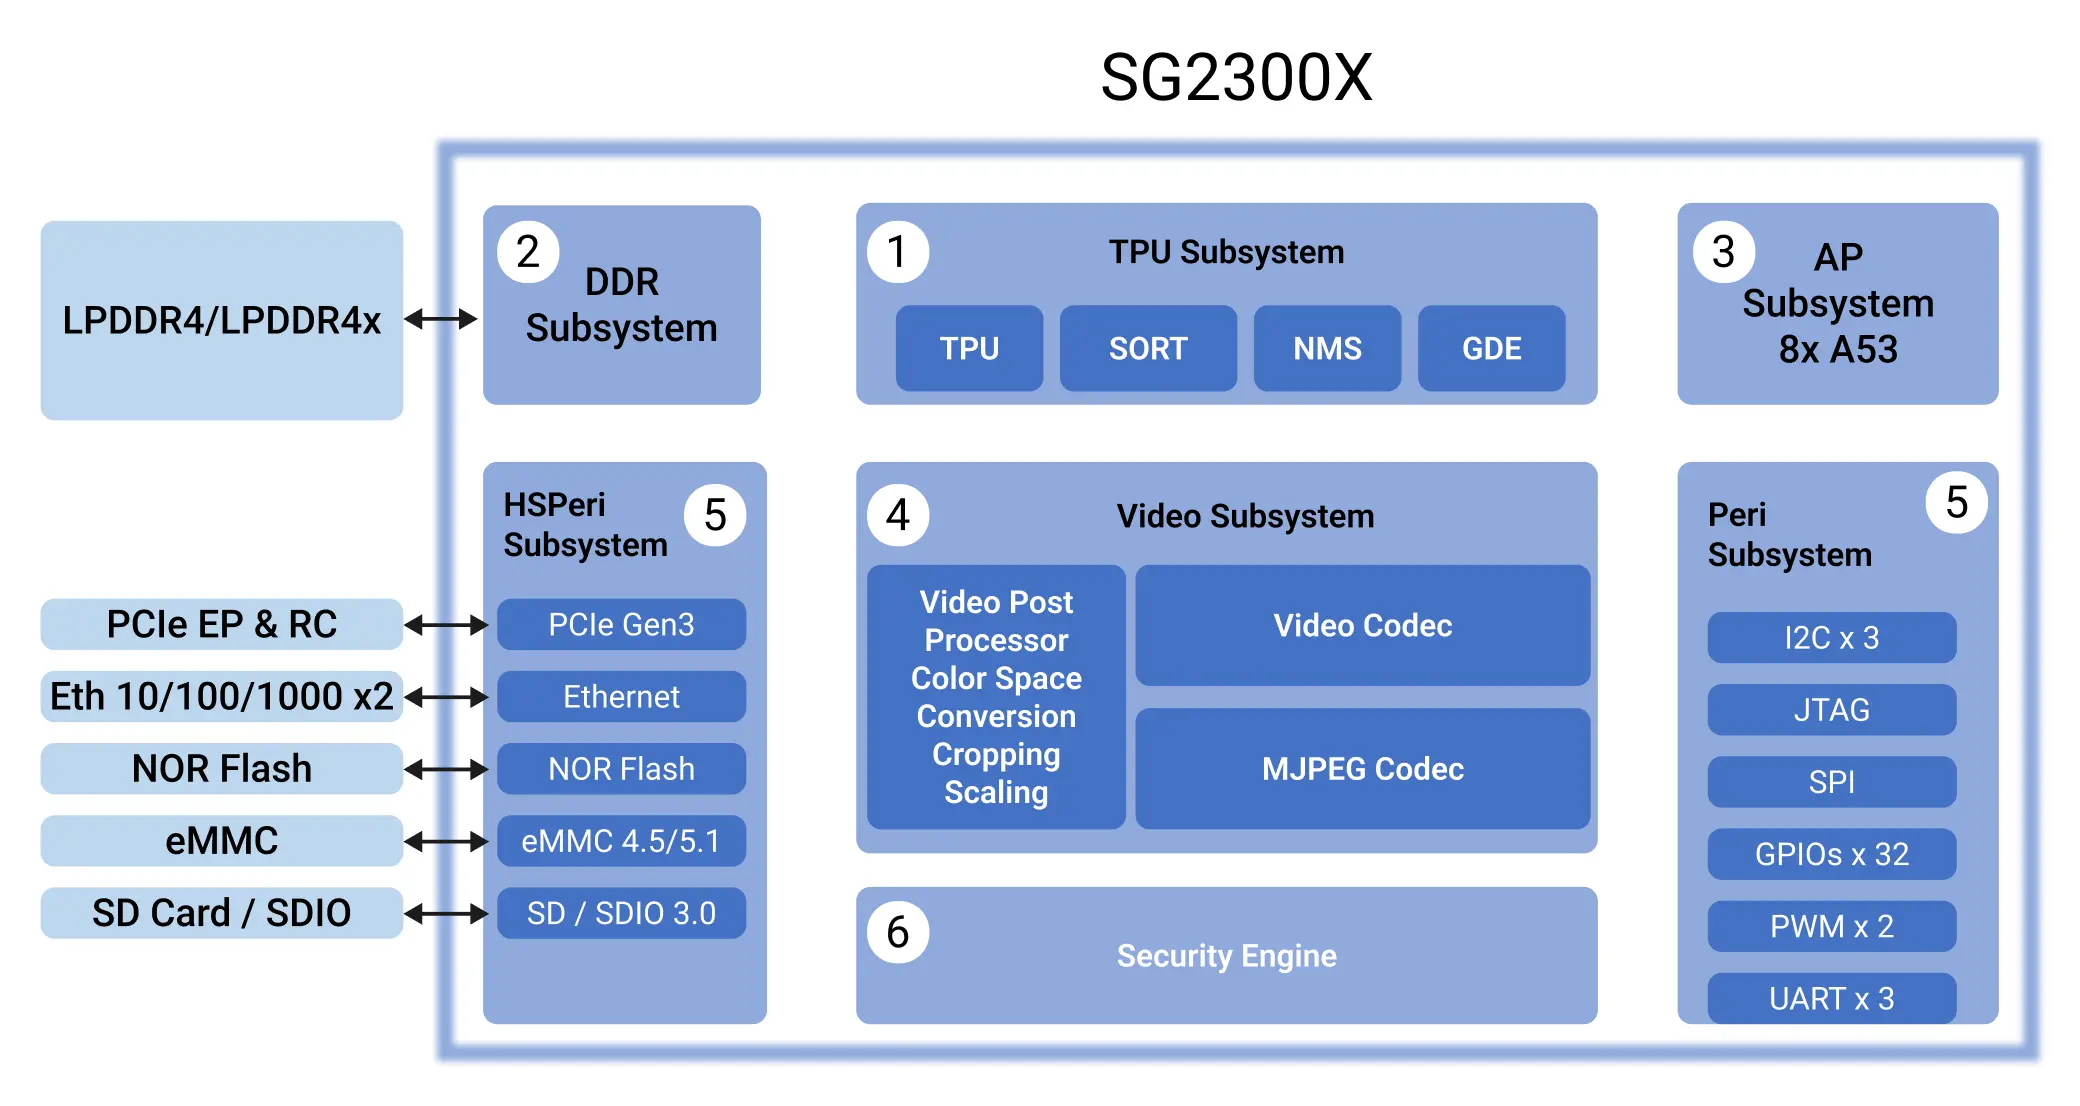 SG2300X
LPDDR4/LPDDR4x
2
DDR
Subsystem
1
TPU Subsystem
TPU
SORT
NMS
GDE
3
AP
Subsystem
8x A53
HSPeri
Subsystem
5
PCIe EP & RC
PCIe Gen3
Eth 10/100/1000 x2
Ethernet
NOR Flash
NOR Flash
eMMC
eMMC 4.5/5.1
SD Card / SDIO
SD / SDIO 3.0
4
Video Subsystem
Video Post
Processor
Color Space
Conversion
Cropping
Scaling
Video Codec
MJPEG Codec
6
Security Engine
Peri
Subsystem
5
I2C x 3
JTAG
SPI
GPIOs x 32
PWM x 2
UART x 3